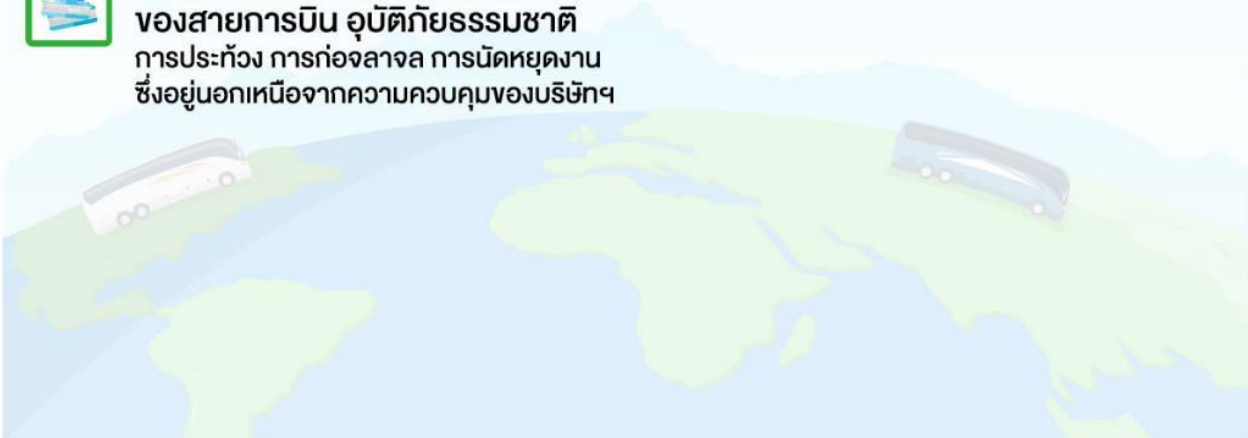 ของสายการบิน อุบัติภัยธรรมชาติ
การประท้วง การก่อจลาจล การนัดหยุดงาน
ซึ่งอยู่นอกเหนือจากความควบคุมของบริษัทฯ